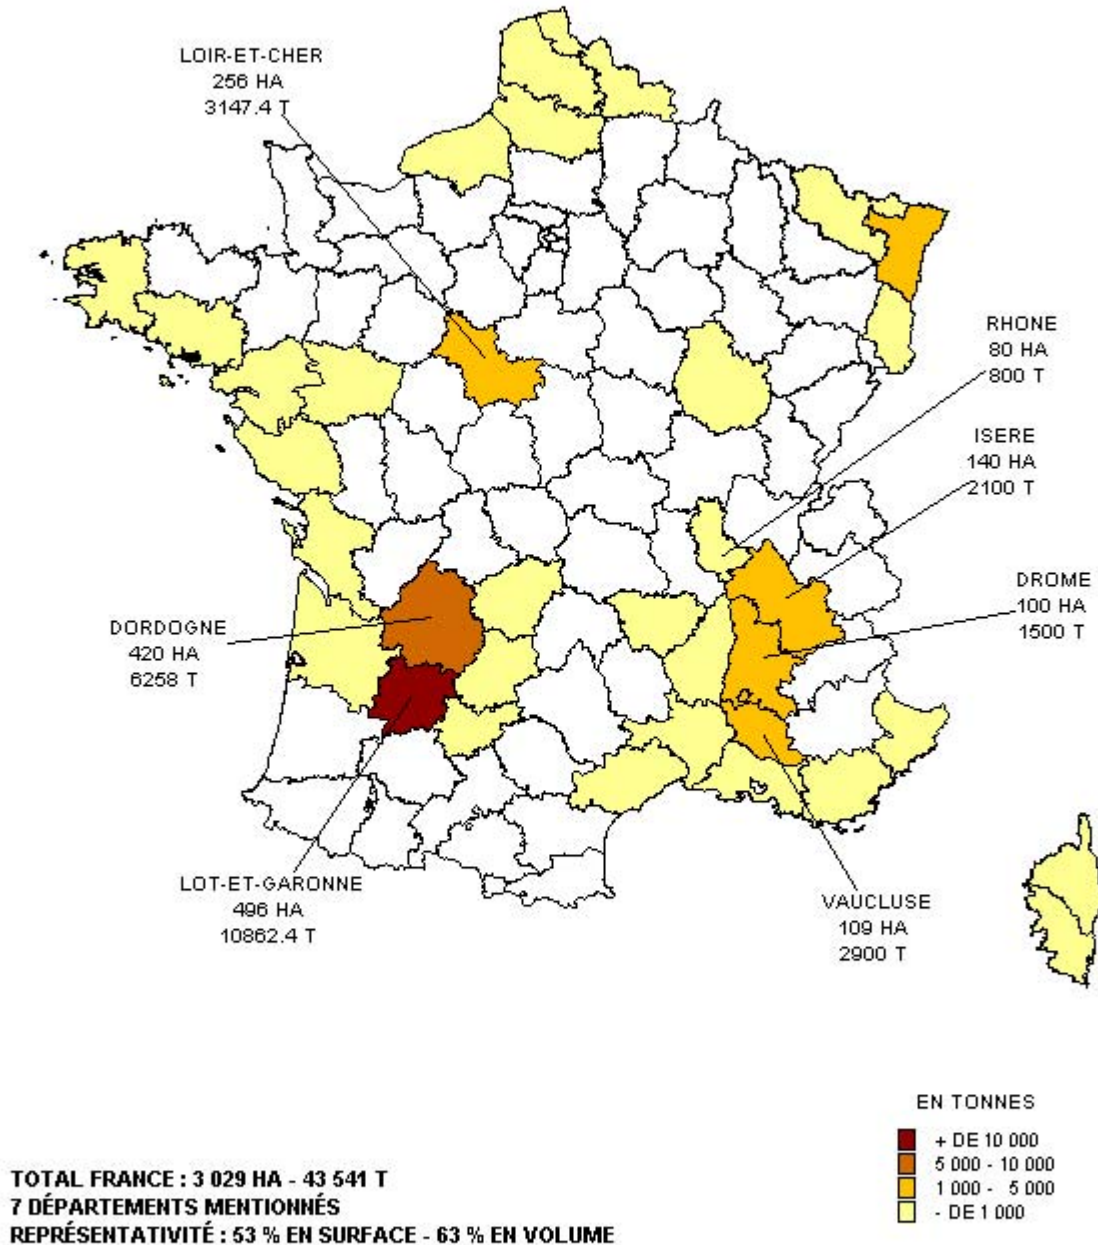 LOIR-ET-CHER
256 HA
3147.4 T
RHONE
80 HA
800 T
ISERE
140 HA
2100 T
DROME
100 HA
1500 T
DORDOGNE
420 HA
6258 T
LOT-ET-GARONNE
496 HA
10862.4 T
VAUCLUSE
109 HA
2900 T
EN TONNES
+ DE 10 000
5 000 - 10 000
1 000 - 5 000
- DE 1 000
TOTAL FRANCE : 3 029 HA - 43 541 T
7 DÉPARTEMENTS MENTIONNÉS
REPRÉSENTATIVITÉ : 53 % EN SURFACE - 63 % EN VOLUME